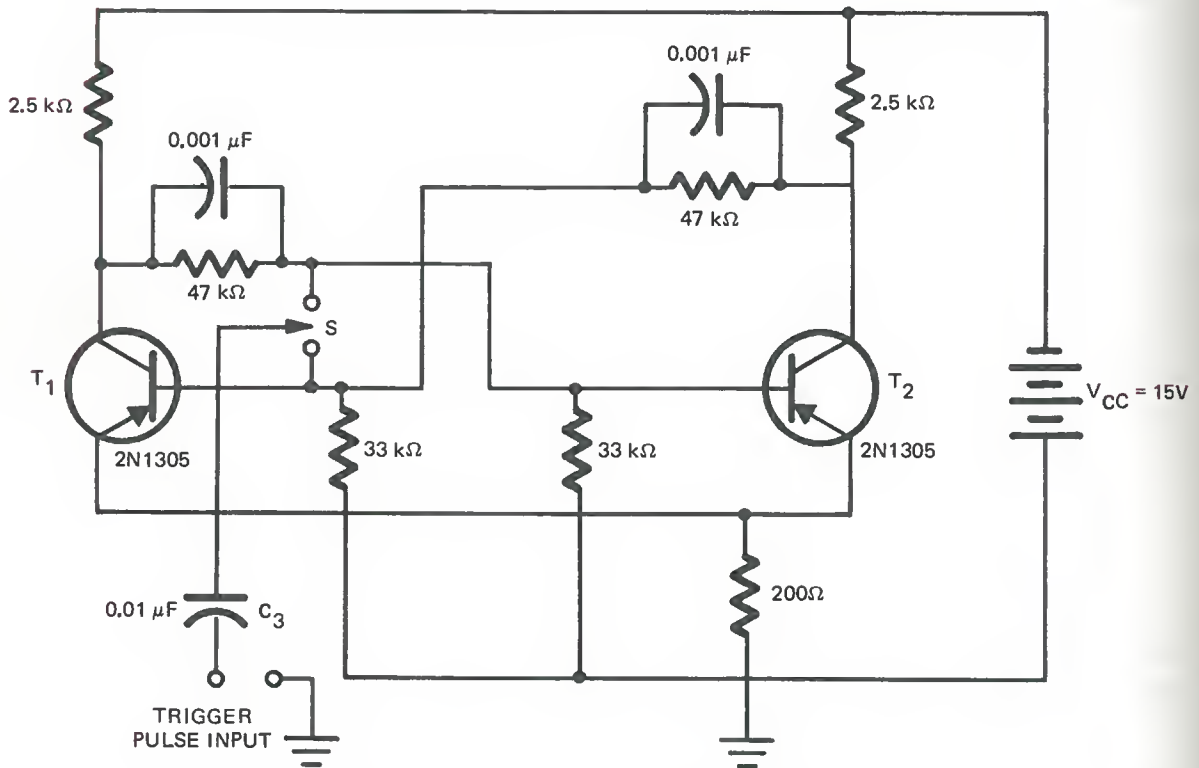 0.001 μF
2.5 kΩ
2.5 kΩ
0.001 μF
47 kΩ
47 kΩ
S
T1
T2
VCC = 15V
2N1305
33 kΩ
33 kΩ
2N1305
200Ω
0.01 μF
C3
TRIGGER
PULSE INPUT